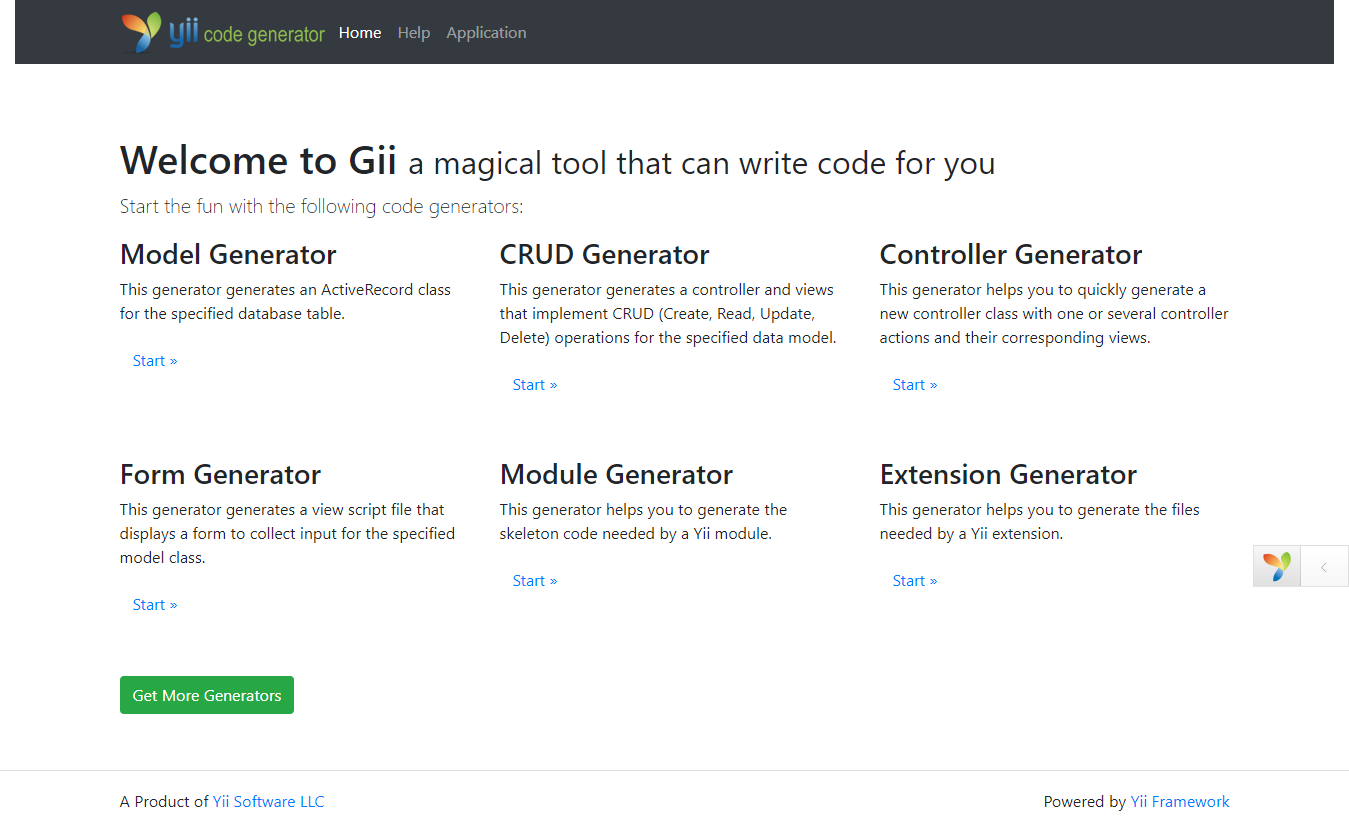 yii code generator Home Help Application
Welcome to Gii a magical tool that can write code for you
Start the fun with the following code generators:
Model Generator
This generator generates an ActiveRecord class
for the specified database table.
Start »
CRUD Generator
This generator generates a controller and views
that implement CRUD (Create, Read, Update,
Delete) operations for the specified data model.
Start »
Controller Generator
This generator helps you to quickly generate a
new controller class with one or several controller
actions and their corresponding views.
Start »
Form Generator
This generator generates a view script file that
displays a form to collect input for the specified
model class.
Start »
Module Generator
This generator helps you to generate the
skeleton code needed by a Yii module.
Start »
Extension Generator
This generator helps you to generate the files
needed by a Yii extension.
Start »
Get More Generators
A Product of Yii Software LLC
Powered by Yii Framework